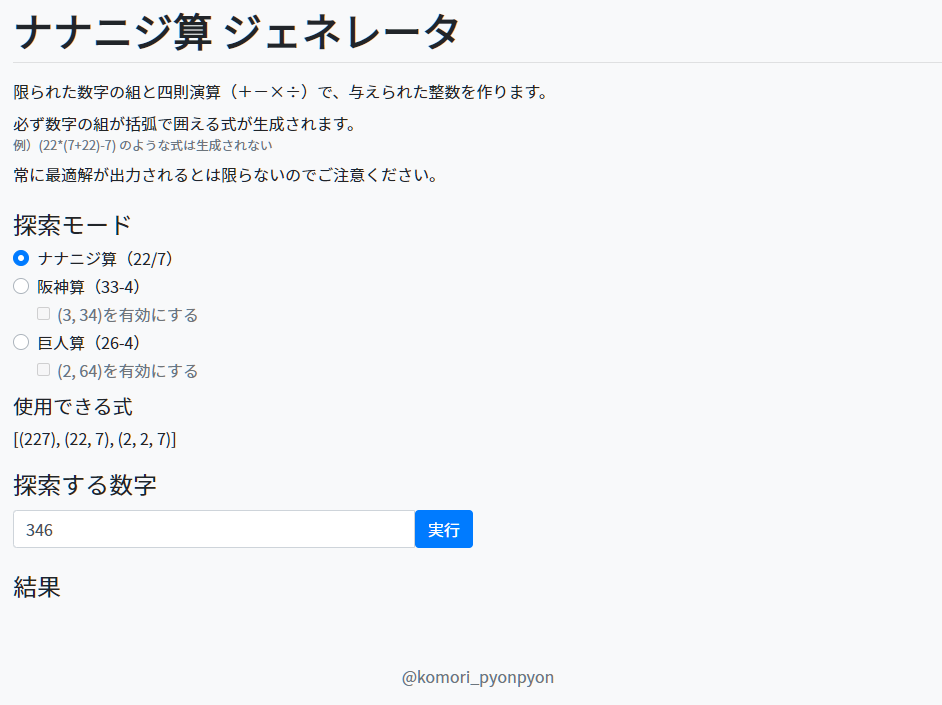 ナナニジ算 ジェネレータ
限られた数字の組と四則演算（＋－×÷）で、与えられた整数を作ります。
必ず数字の組が括弧で囲える式が生成されます。
例）(22*(7+22)-7) のような式は生成されない
常に最適解が出力されるとは限らないのでご注意ください。
探索モード
ナナニジ算（22/7）
阪神算（33-4）
(3, 34)を有効にする
巨人算（26-4）
(2, 64)を有効にする
使用できる式
[(227), (22, 7), (2, 2, 7)]
探索する数字
346 実行
結果
@komori_pyonpyon